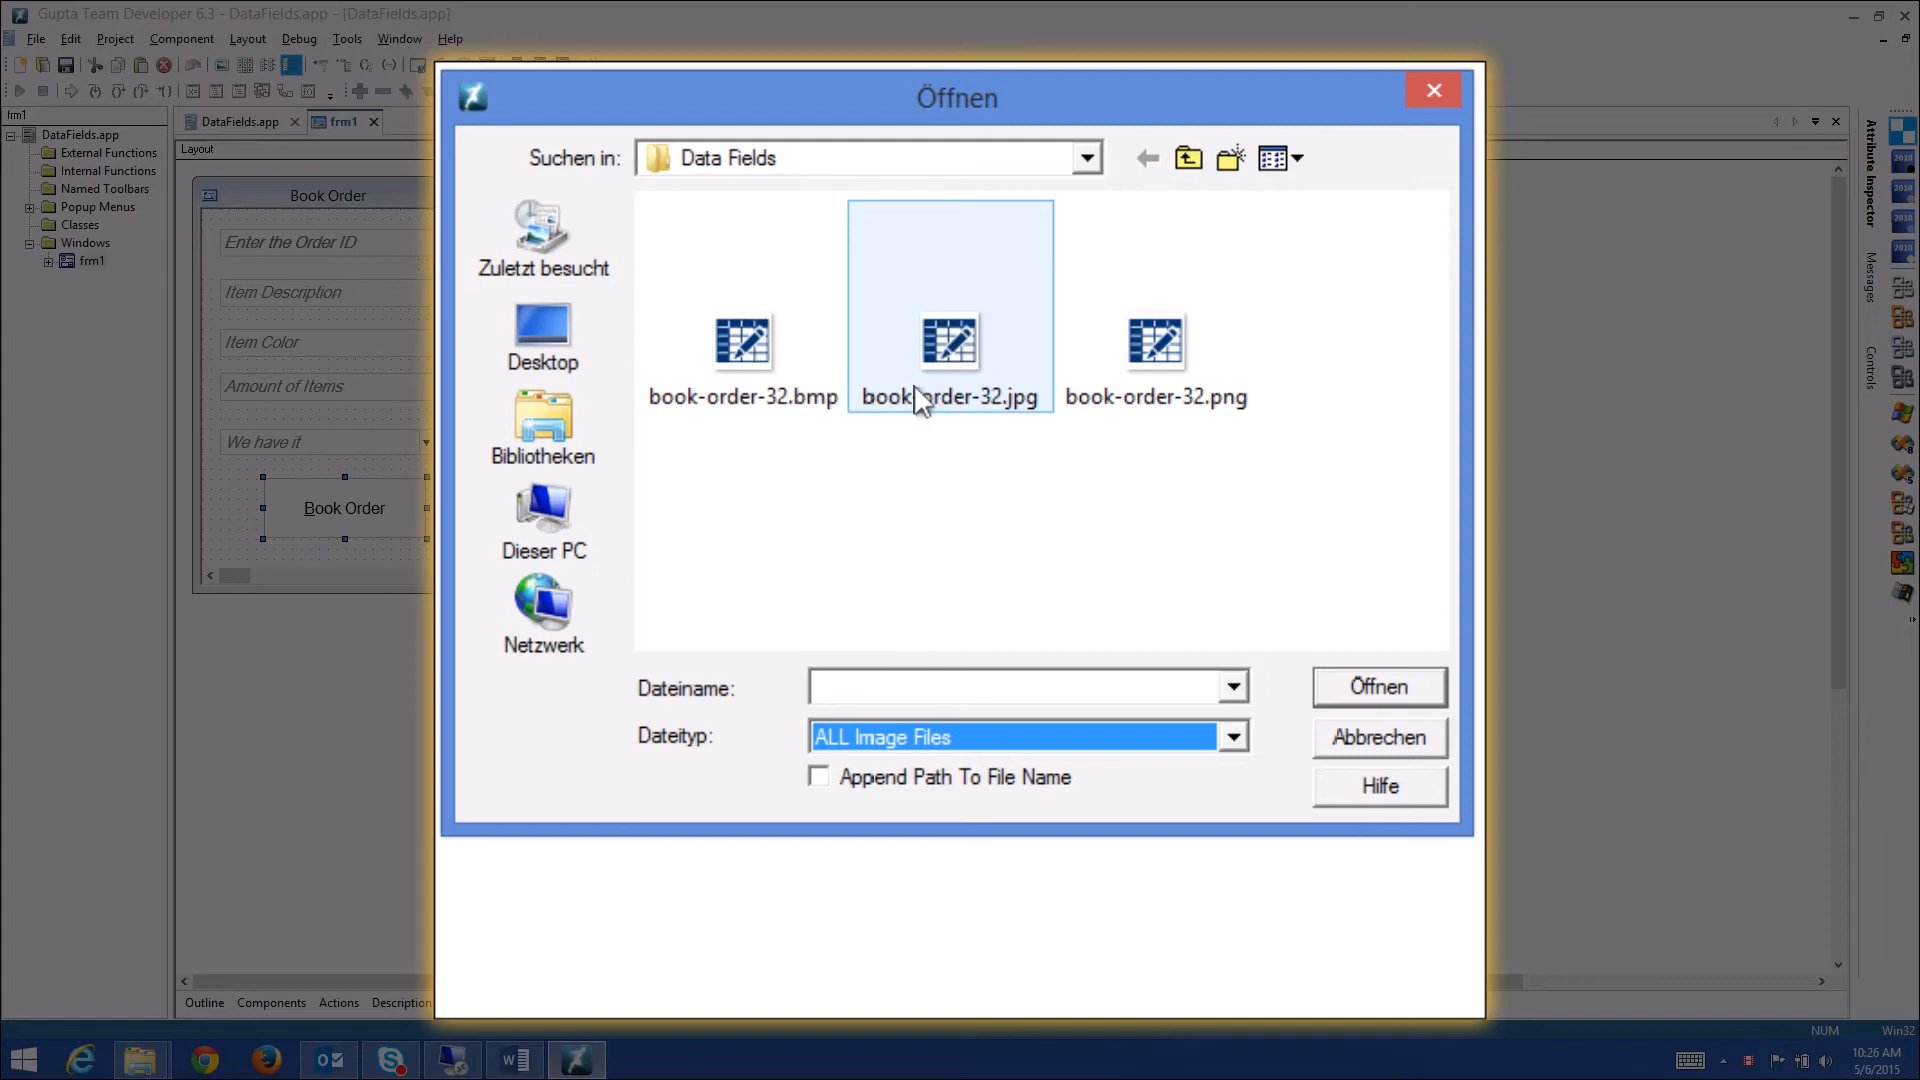 Gupta Team Developer 6.3 - DataFields.app - [DataFields.app]
File Edit Project Component Layout Debug Tools Window Help
frm1
DataFields.app
External Functions
Internal Functions
Named Toolbars
Popup Menus
Classes
Windows
frm1
DataFields.app frm1
Layout
Book Order
Enter the Order ID
Item Description
Item Color
Amount of Items
We have it
Book Order
Öffnen
Suchen in: Data Fields
Zuletzt besucht
Desktop
Bibliotheken
Dieser PC
Netzwerk
book-order-32.bmp book-order-32.jpg book-order-32.png
Dateiname: Öffnen
Dateityp: ALL Image Files Abbrechen
Append Path To File Name Hilfe
Attribute Inspector
Messages
Controls
2010
2010
2010
2010
Outline Components Actions Description
NUM Win32
10:26 AM
5/6/2015